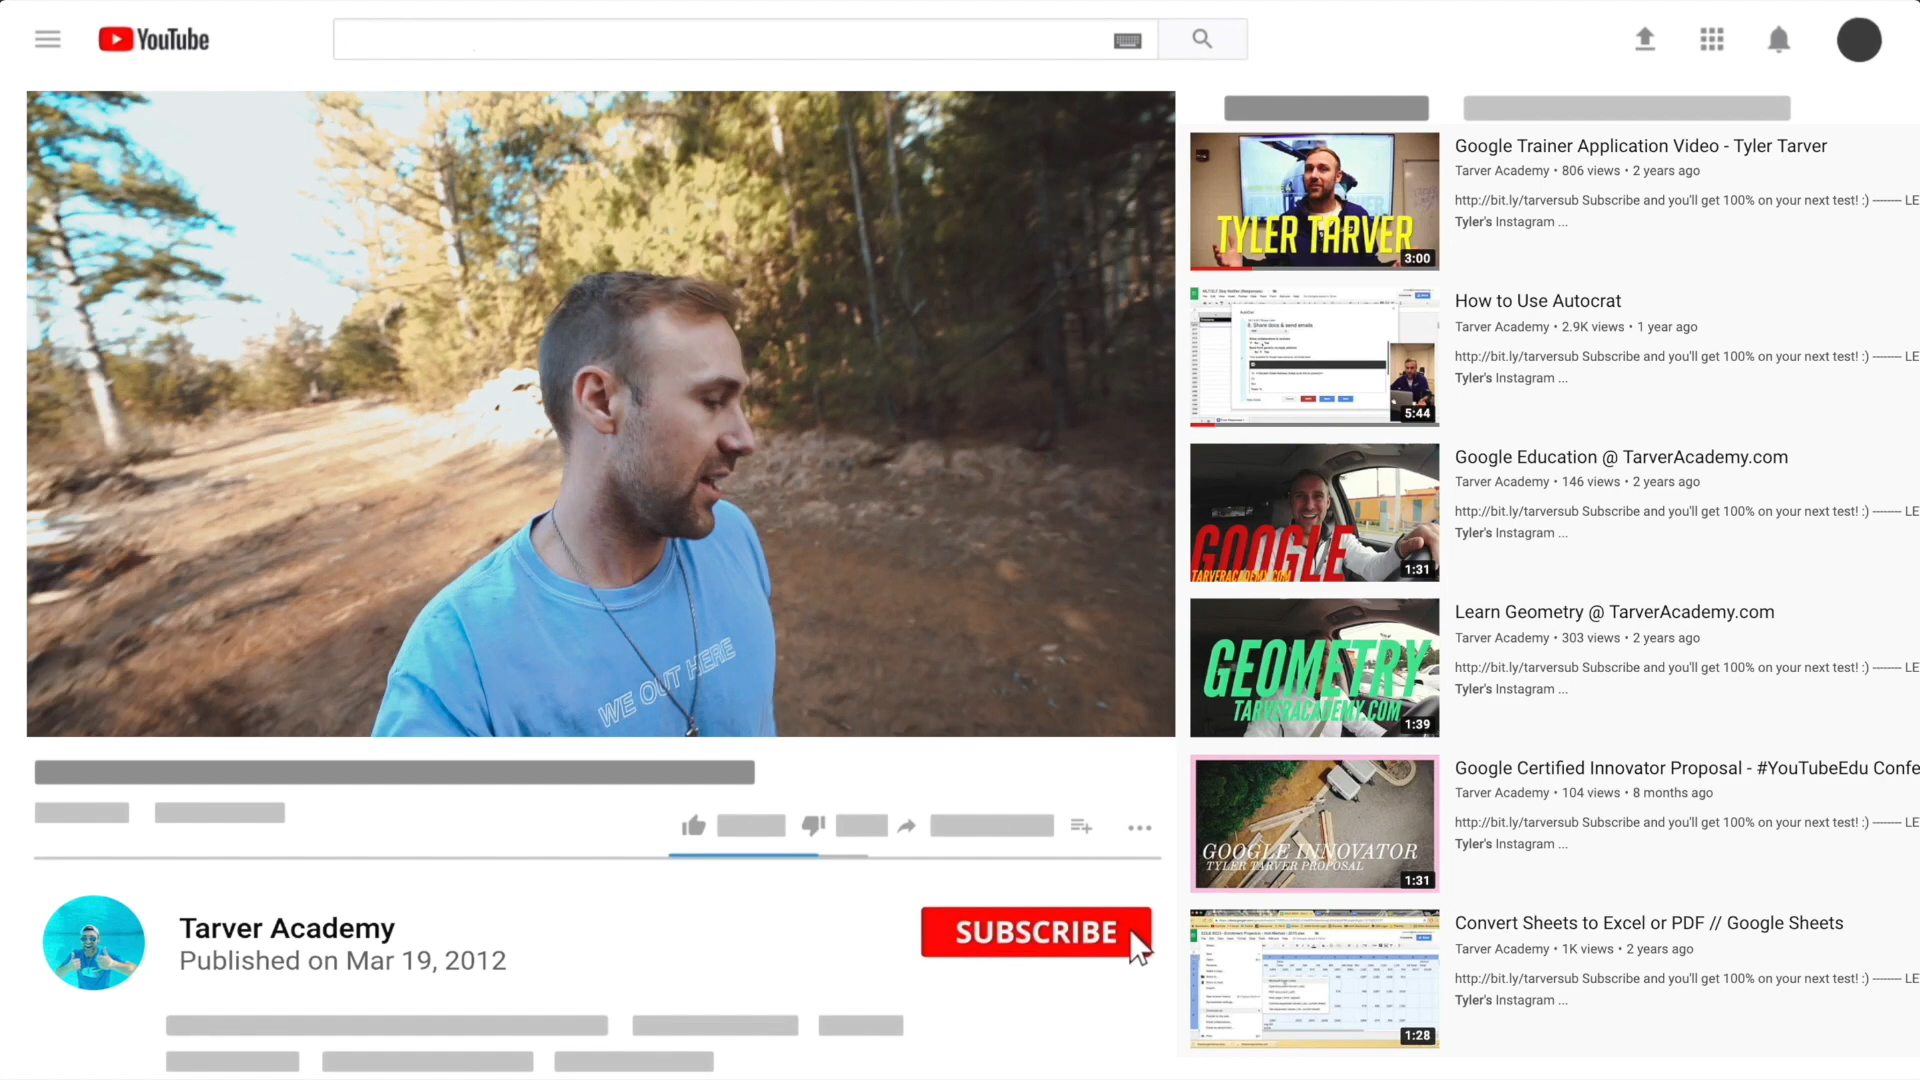 YouTube
WE OUT HERE
Tarver Academy
Published on Mar 19, 2012
SUBSCRIBE
TYLER TARVER
3:00
Google Trainer Application Video - Tyler Tarver
Tarver Academy • 806 views • 2 years ago
http://bit.ly/tarversub Subscribe and you'll get 100% on your next test! :) -------- LE
Tyler's Instagram ...
8. Share docs & send emails
5:44
How to Use Autocrat
Tarver Academy • 2.9K views • 1 year ago
http://bit.ly/tarversub Subscribe and you'll get 100% on your next test! :) -------- LE
Tyler's Instagram ...
GOOGLE
TARVERACADEMY.COM
1:31
Google Education @ TarverAcademy.com
Tarver Academy • 146 views • 2 years ago
http://bit.ly/tarversub Subscribe and you'll get 100% on your next test! :) -------- LE
Tyler's Instagram ...
GEOMETRY
TARVERACADEMY.COM
1:39
Learn Geometry @ TarverAcademy.com
Tarver Academy • 303 views • 2 years ago
http://bit.ly/tarversub Subscribe and you'll get 100% on your next test! :) -------- LE
Tyler's Instagram ...
GOOGLE INNOVATOR
TYLER TARVER PROPOSAL
1:31
Google Certified Innovator Proposal - #YouTubeEdu Confe
Tarver Academy • 104 views • 8 months ago
http://bit.ly/tarversub Subscribe and you'll get 100% on your next test! :) -------- LE
Tyler's Instagram ...
1:28
Convert Sheets to Excel or PDF // Google Sheets
Tarver Academy • 1K views • 2 years ago
http://bit.ly/tarversub Subscribe and you'll get 100% on your next test! :) -------- LE
Tyler's Instagram ...